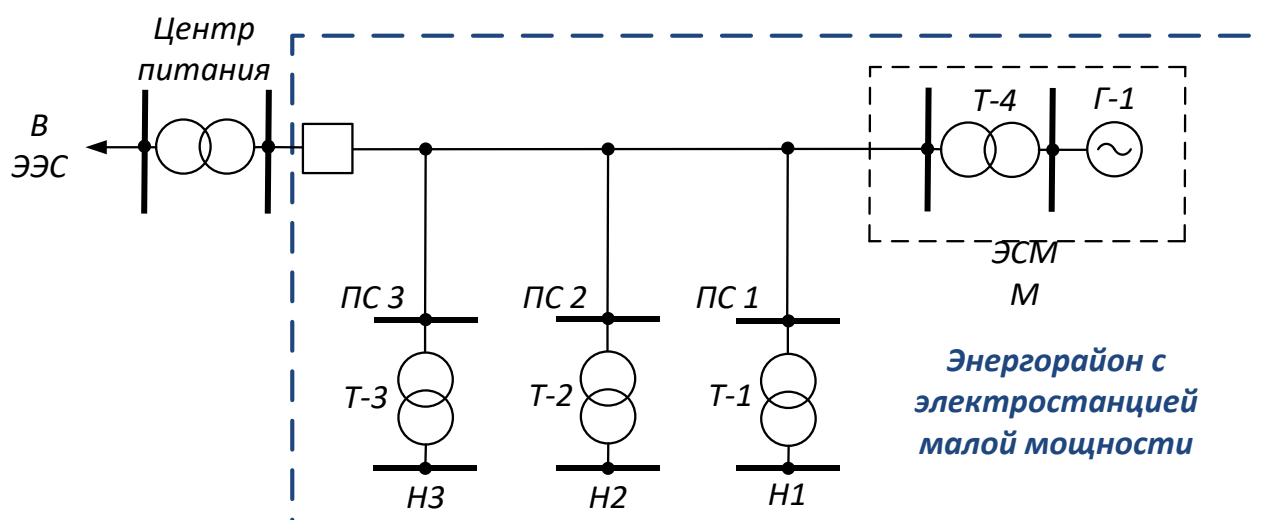 Центр
питания
В
ЭЭС
Т-4
Г-1
ЭСМ
М
ПС 3
ПС 2
ПС 1
Т-3
Т-2
Т-1
Энергорайон с
электростанцией
малой мощности
Н3
Н2
Н1